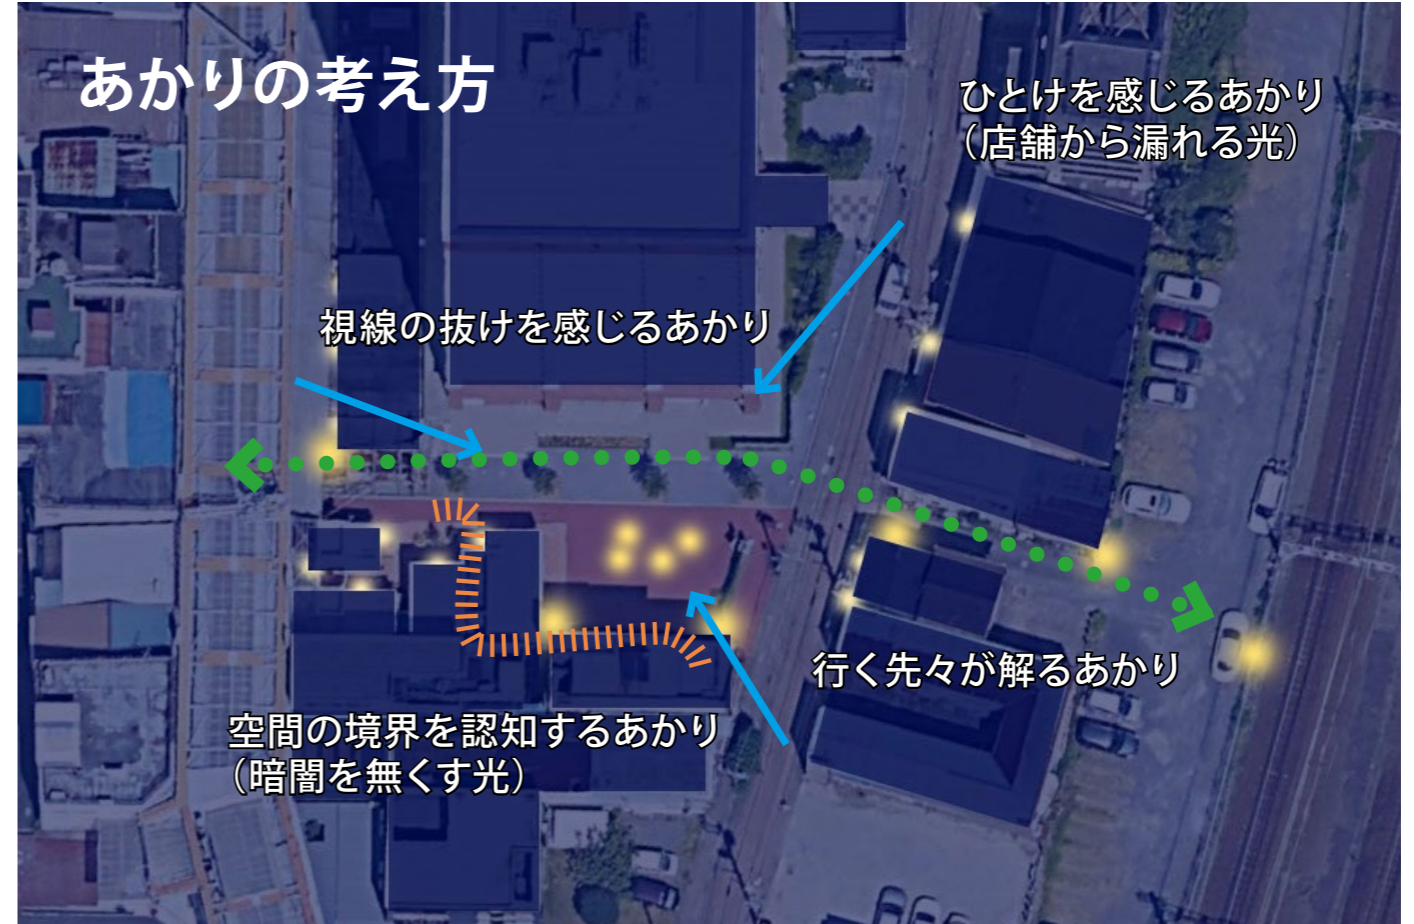 あかりの考え方
ひとけを感じるあかり
（店舗から漏れる光）
視線の抜けを感じるあかり
行く先々が解るあかり
空間の境界を認知するあかり
（暗闇を無くす光）